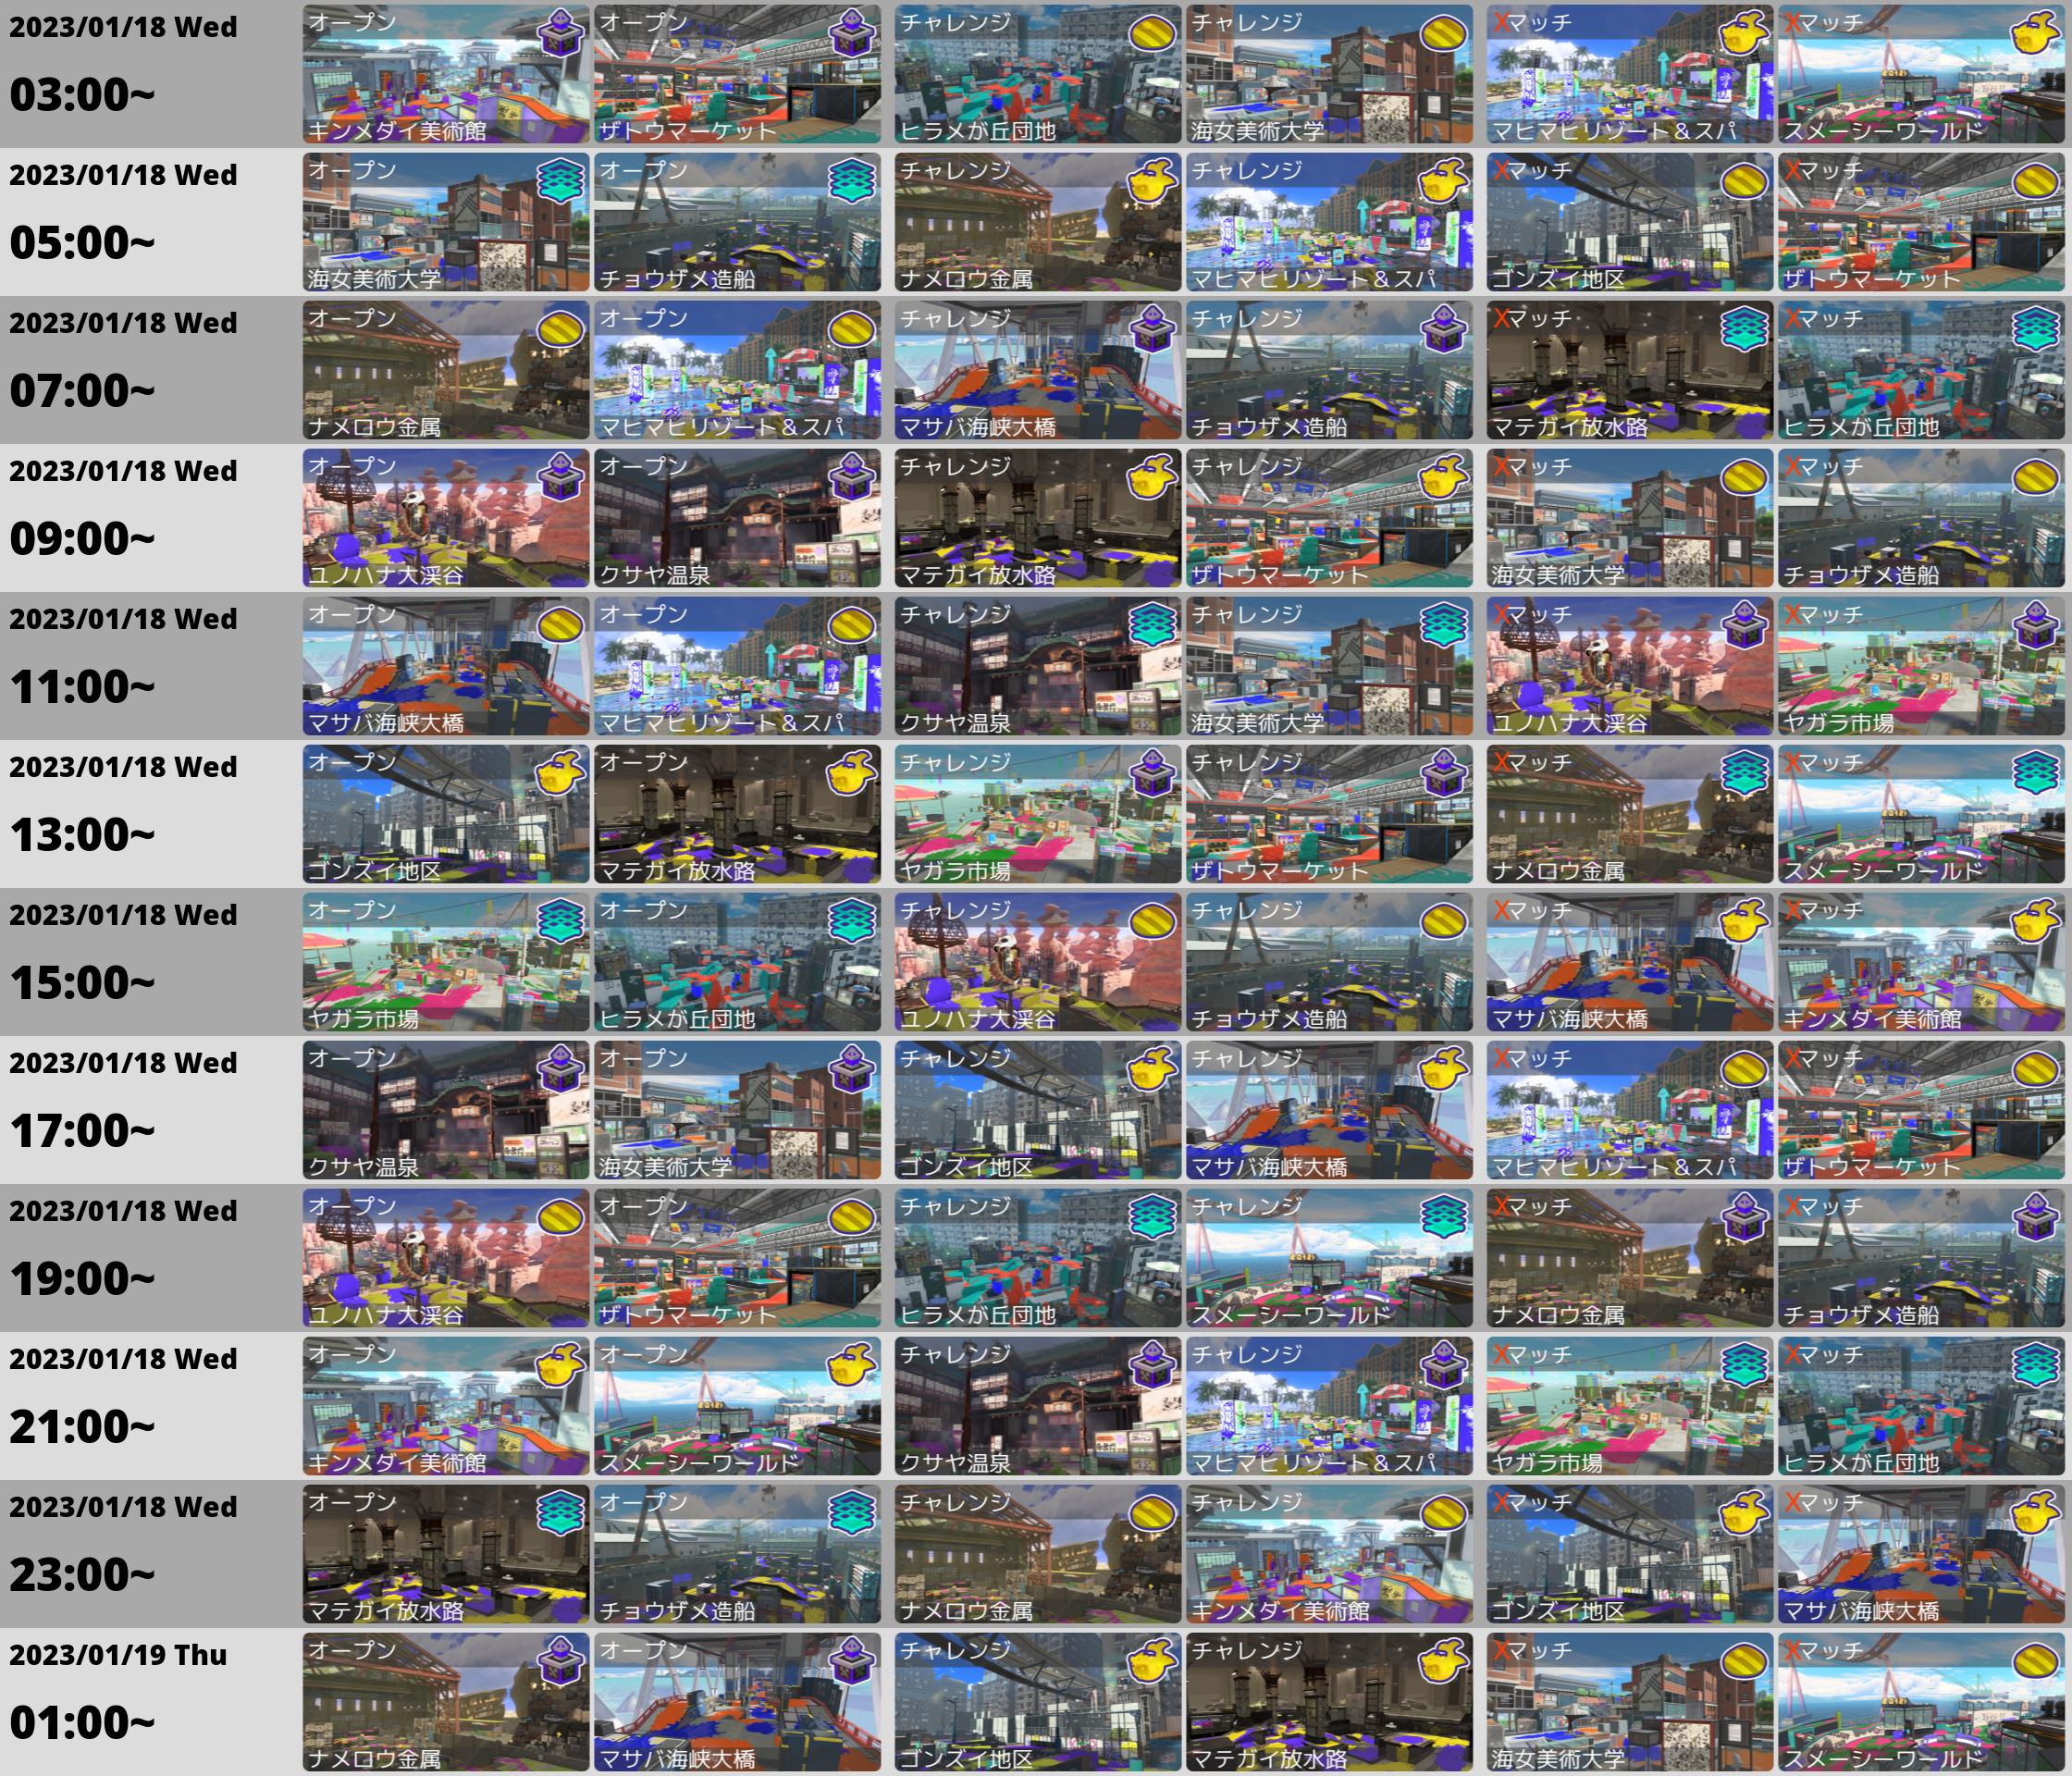 2023/01/18 Wed
03:00~
オープン オープン チャレンジ チャレンジ Xマッチ Xマッチ
キンメダイ美術館 ザトウマーケット ヒラメが丘団地 海女美術大学 マヒマヒリゾート&スパ スメーシーワールド
2023/01/18 Wed
05:00~
オープン オープン チャレンジ チャレンジ Xマッチ Xマッチ
海女美術大学 チョウザメ造船 ナメロウ金属 マヒマヒリゾート&スパ ゴンズイ地区 ザトウマーケット
2023/01/18 Wed
07:00~
オープン オープン チャレンジ チャレンジ Xマッチ Xマッチ
ナメロウ金属 マヒマヒリゾート&スパ マサバ海峡大橋 チョウザメ造船 マテガイ放水路 ヒラメが丘団地
2023/01/18 Wed
09:00~
オープン オープン チャレンジ チャレンジ Xマッチ Xマッチ
ユノハナ大渓谷 クサヤ温泉 マテガイ放水路 ザトウマーケット 海女美術大学 チョウザメ造船
2023/01/18 Wed
11:00~
オープン オープン チャレンジ チャレンジ Xマッチ Xマッチ
マサバ海峡大橋 マヒマヒリゾート&スパ クサヤ温泉 海女美術大学 ユノハナ大渓谷 ヤガラ市場
2023/01/18 Wed
13:00~
オープン オープン チャレンジ チャレンジ Xマッチ Xマッチ
ゴンズイ地区 マテガイ放水路 ヤガラ市場 ザトウマーケット ナメロウ金属 スメーシーワールド
2023/01/18 Wed
15:00~
オープン オープン チャレンジ チャレンジ Xマッチ Xマッチ
ヤガラ市場 ヒラメが丘団地 ユノハナ大渓谷 チョウザメ造船 マサバ海峡大橋 キンメダイ美術館
2023/01/18 Wed
17:00~
オープン オープン チャレンジ チャレンジ Xマッチ Xマッチ
クサヤ温泉 海女美術大学 ゴンズイ地区 マサバ海峡大橋 マヒマヒリゾート&スパ ザトウマーケット
2023/01/18 Wed
19:00~
オープン オープン チャレンジ チャレンジ Xマッチ Xマッチ
ユノハナ大渓谷 ザトウマーケット ヒラメが丘団地 スメーシーワールド ナメロウ金属 チョウザメ造船
2023/01/18 Wed
21:00~
オープン オープン チャレンジ チャレンジ Xマッチ Xマッチ
キンメダイ美術館 スメーシーワールド クサヤ温泉 マヒマヒリゾート&スパ ヤガラ市場 ヒラメが丘団地
2023/01/18 Wed
23:00~
オープン オープン チャレンジ チャレンジ Xマッチ Xマッチ
マテガイ放水路 チョウザメ造船 ナメロウ金属 キンメダイ美術館 ゴンズイ地区 マサバ海峡大橋
2023/01/19 Thu
01:00~
オープン オープン チャレンジ チャレンジ Xマッチ Xマッチ
ナメロウ金属 マサバ海峡大橋 ゴンズイ地区 マテガイ放水路 海女美術大学 スメーシーワールド